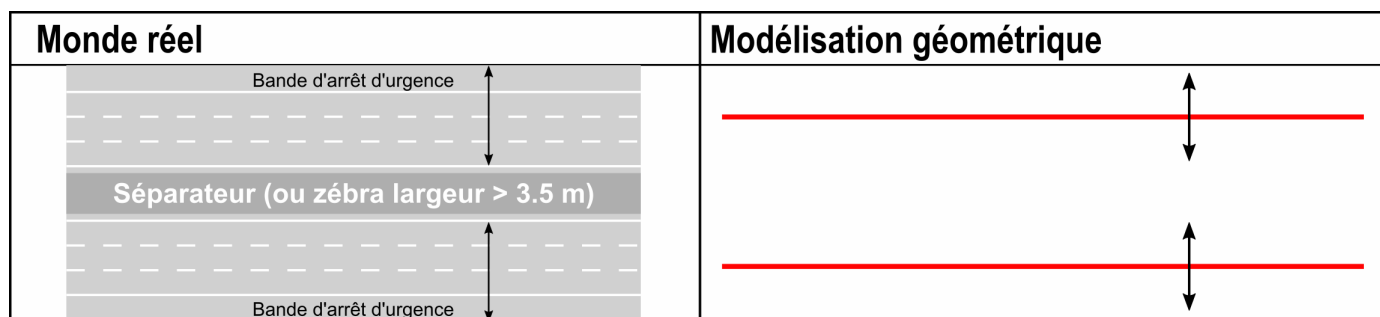 Monde réel
Modélisation géométrique
Bande d'arrêt d'urgence
Séparateur (ou zébra largeur > 3.5 m)
Bande d'arrêt d'urgence